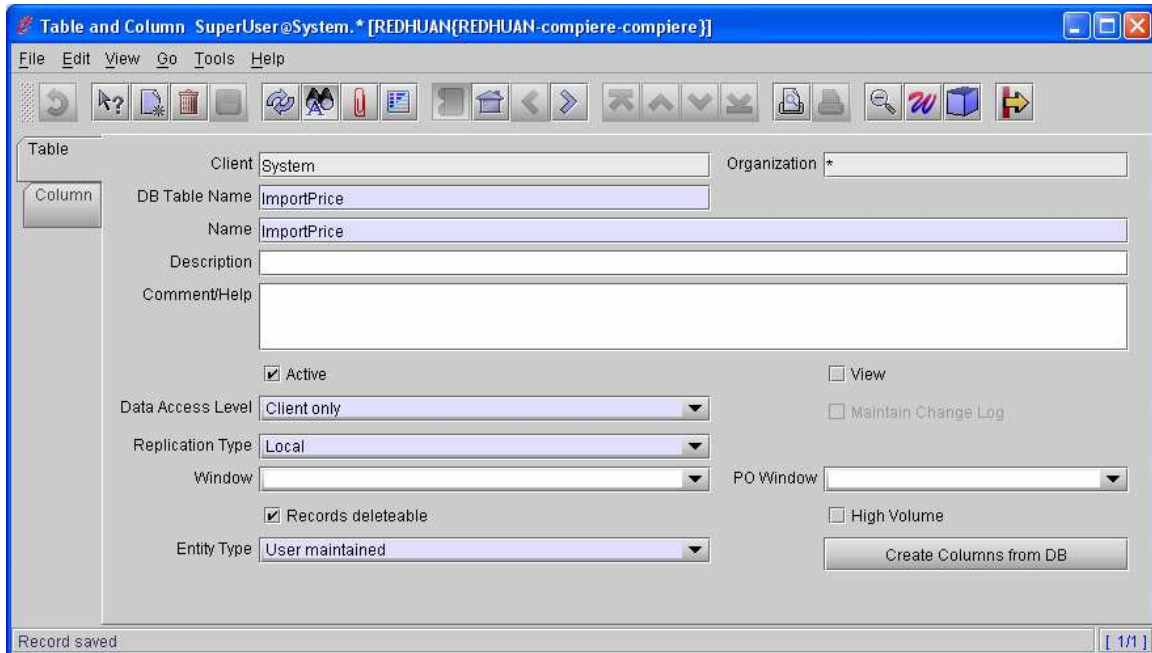 Table and Column SuperUser@System.* [REDHUAN{REDHUAN-compiere-compiere}]
File Edit View Go Tools Help
Table
Client System Organization *
Column
DB Table Name ImportPrice
Name ImportPrice
Description
Comment/Help
Active View
Data Access Level Client only Maintain Change Log
Replication Type Local
Window PO Window
Records deleteable High Volume
Entity Type User maintained Create Columns from DB
Record saved [ 1/1 ]